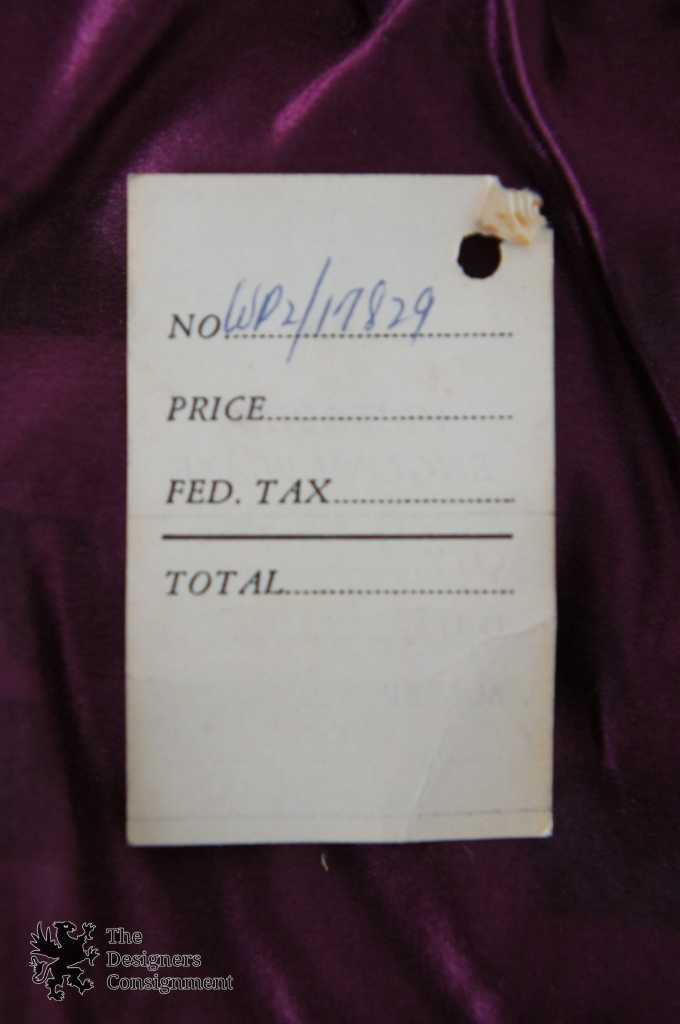 NO WP2/17829
PRICE
FED. TAX
TOTAL
The
Designers
Consignment